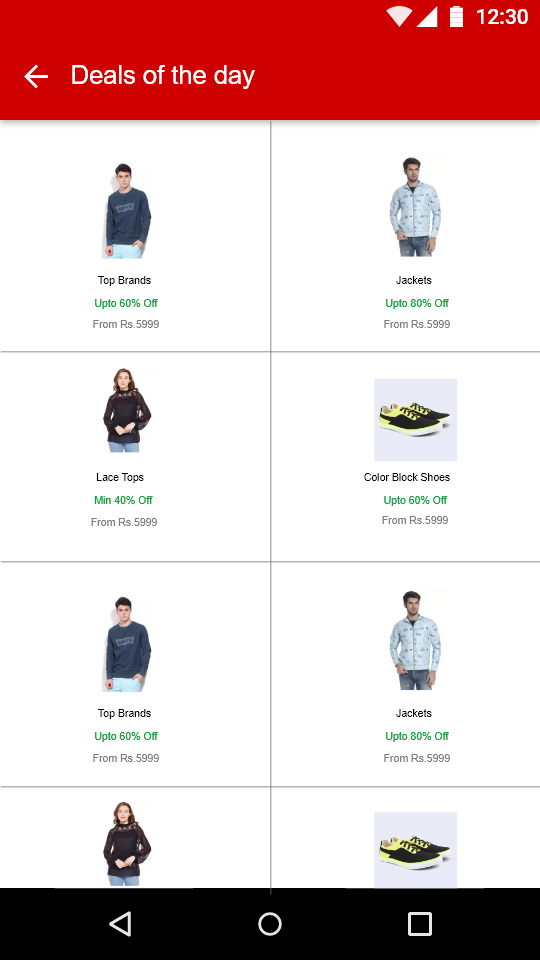 12:30
Deals of the day
Top Brands
Upto 60% Off
From Rs.5999
Jackets
Upto 80% Off
From Rs.5999
Lace Tops
Min 40% Off
From Rs.5999
Color Block Shoes
Upto 60% Off
From Rs.5999
Top Brands
Upto 60% Off
From Rs.5999
Jackets
Upto 80% Off
From Rs.5999